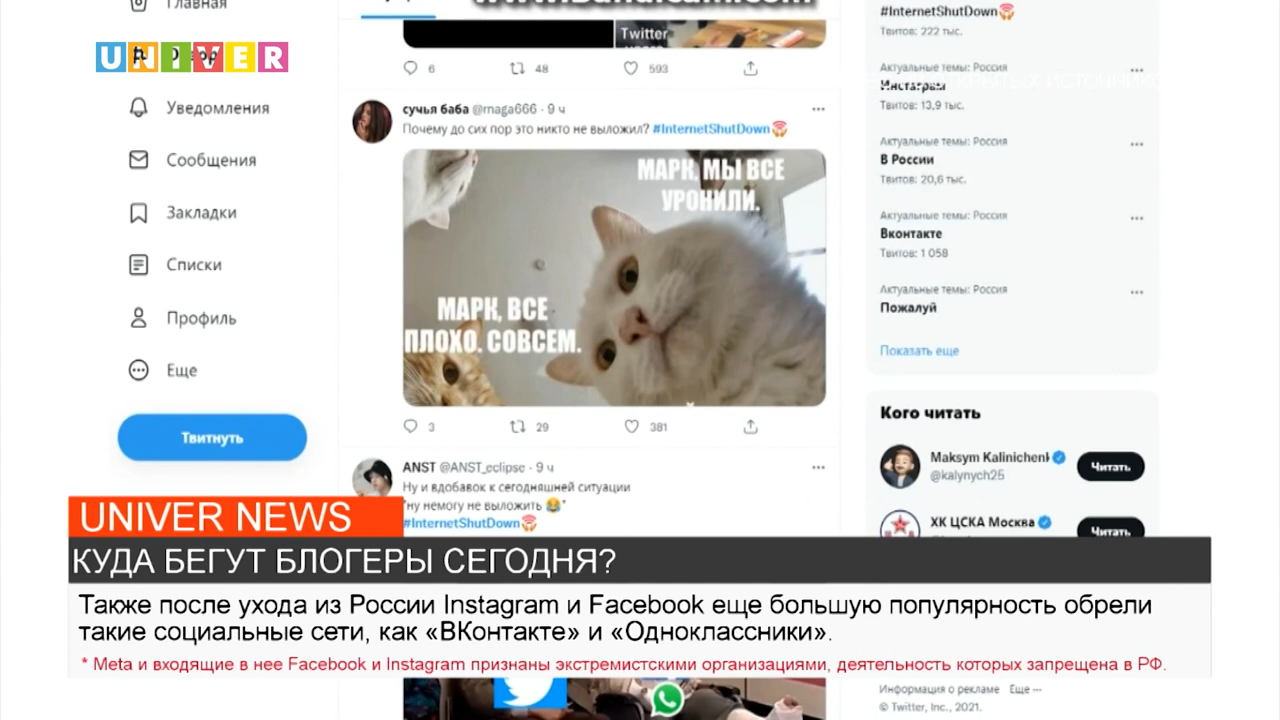 Главная
UNIVER
Уведомления
Сообщения
Закладки
Списки
Профиль
Еще
Твитнуть
Twitter
6 48 593
сучья баба @rnaga666 · 9 ч
Почему до сих пор это никто не выложил? #InternetShutDown
МАРК, МЫ ВСЕ
УРОНИЛИ.
МАРК, ВСЕ
ПЛОХО. СОВСЕМ.
3 29 381
ANST @ANST_eclipse · 9 ч
Ну и вдобавок к сегодняшней ситуации
"ну немогу не выложить 😂"
#InternetShutDown
#InternetShutDown
Твитов: 222 тыс.
Актуальные темы: Россия
Инстаграм
Твитов: 13,9 тыс.
Актуальные темы: Россия
В России
Твитов: 20,6 тыс.
Актуальные темы: Россия
Вконтакте
Твитов: 1 058
Актуальные темы: Россия
Пожалуй
Показать еще
Кого читать
Maksym Kalinichenk
@kalynych25
Читать
ХК ЦСКА Москва
Читать
UNIVER NEWS
КУДА БЕГУТ БЛОГЕРЫ СЕГОДНЯ?
Также после ухода из России Instagram и Facebook еще большую популярность обрели
такие социальные сети, как «ВКонтакте» и «Одноклассники».
* Meta и входящие в нее Facebook и Instagram признаны экстремистскими организациями, деятельность которых запрещена в РФ.
Информация о рекламе Еще ···
© Twitter, Inc., 2021.